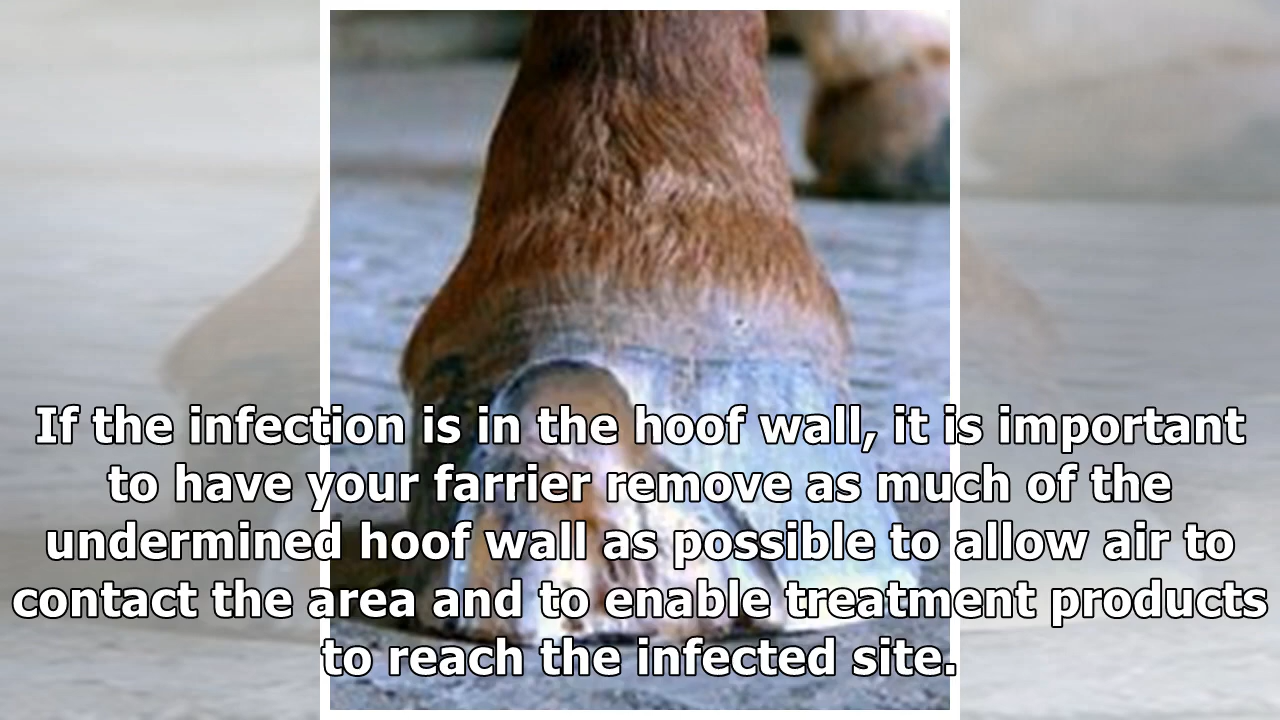 If the infection is in the hoof wall, it is important
to have your farrier remove as much of the
undermined hoof wall as possible to allow air to
contact the area and to enable treatment products
to reach the infected site.